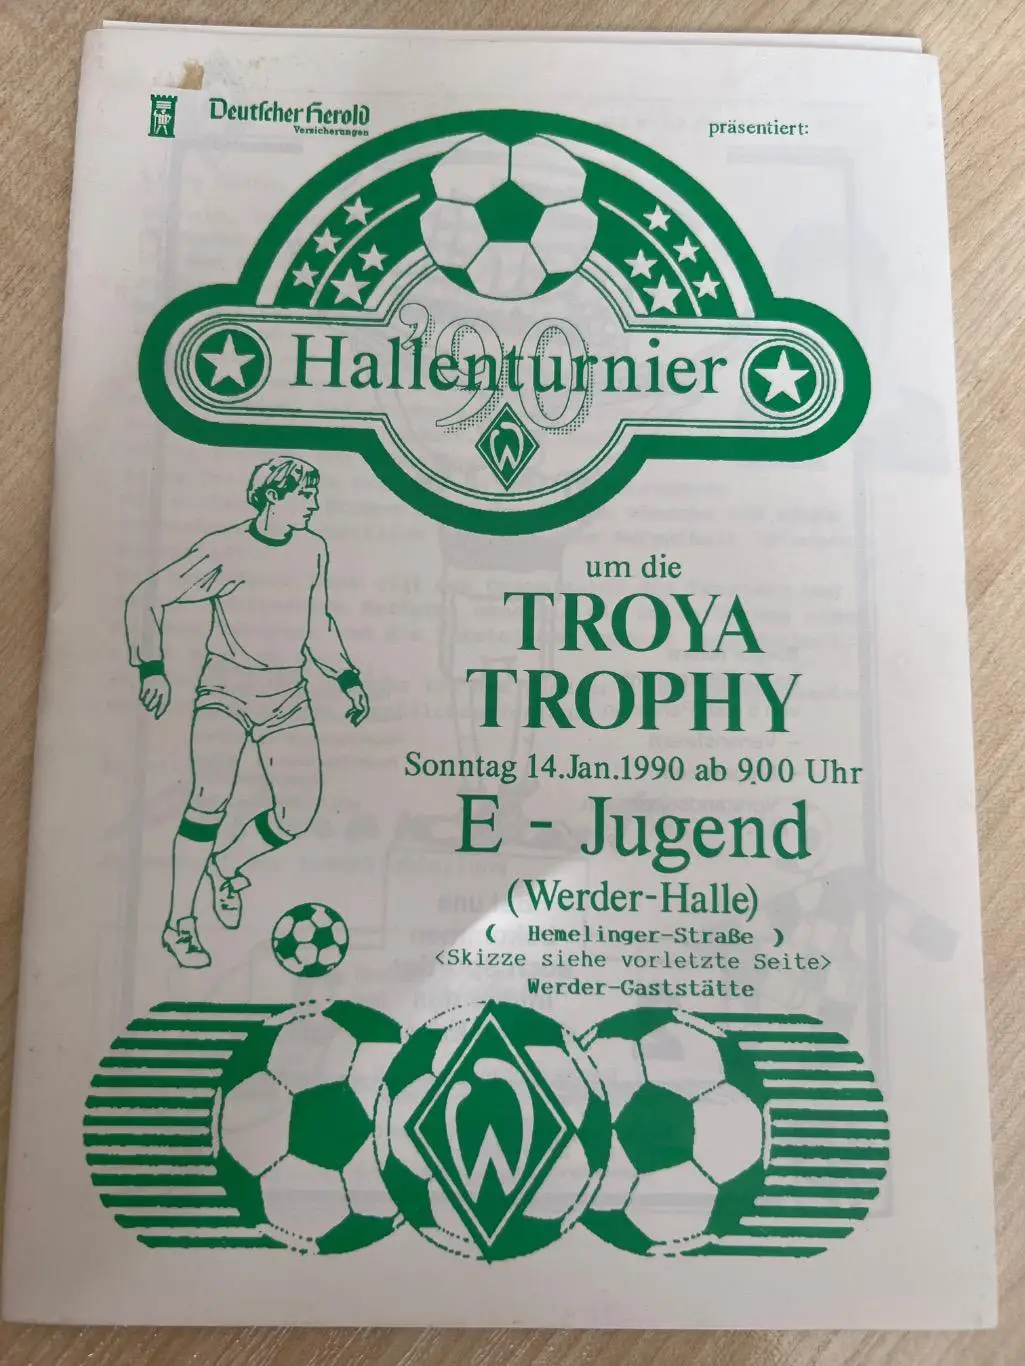 Deutscher Herold
Versicherungen
präsentiert:
'90
Hallenturnier
W
um die
TROYA
TROPHY
Sonntag 14.Jan.1990 ab 9.00 Uhr
E - Jugend
(Werder-Halle)
( Hemelinger-Straße )
<Skizze siehe vorletzte Seite>
Werder-Gaststätte
W